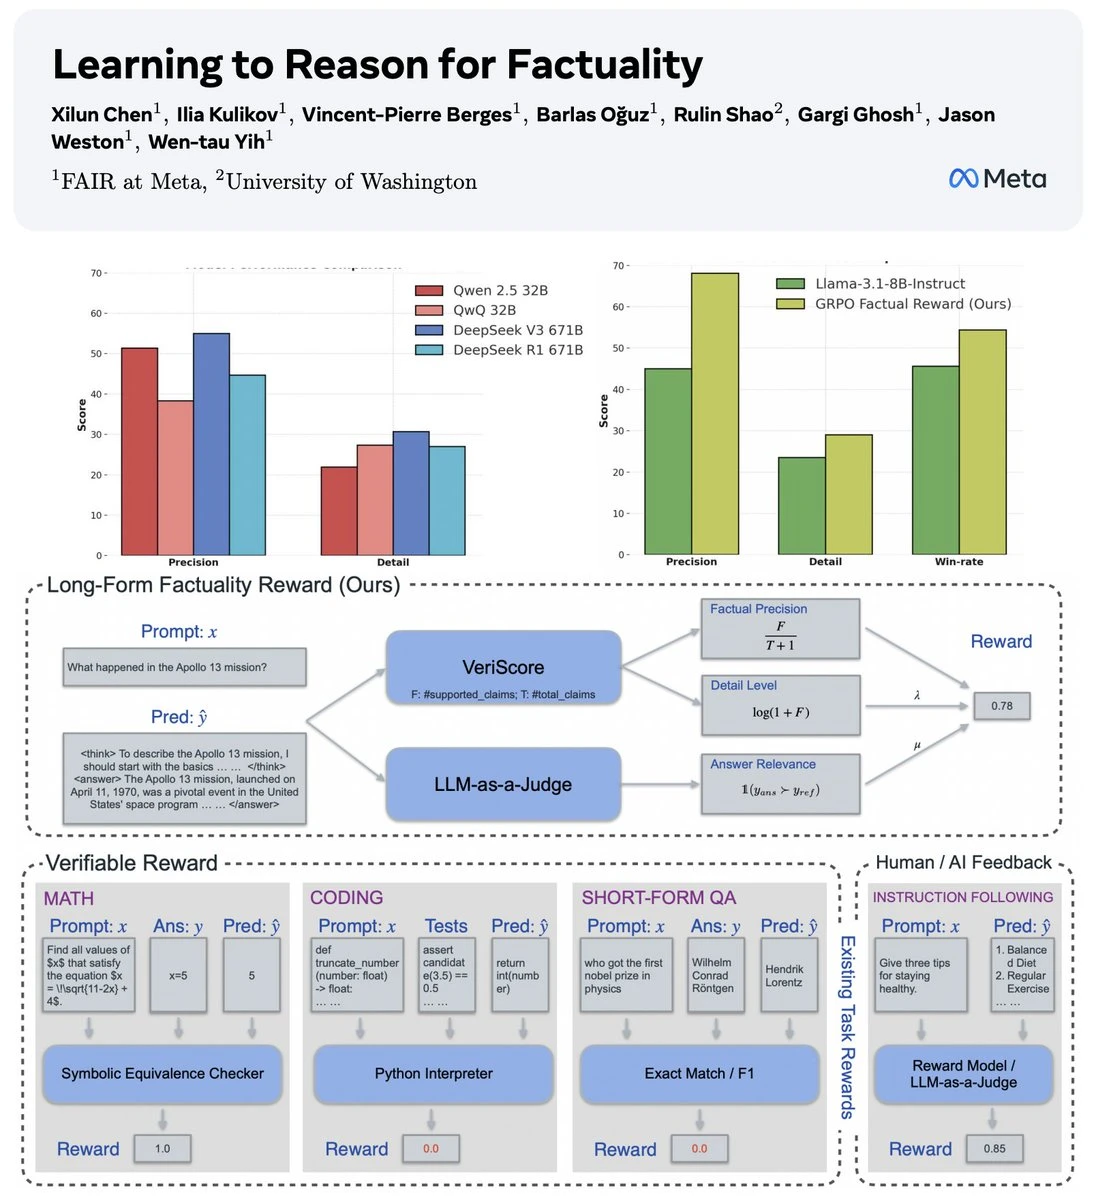 Learning to Reason for Factuality
Xilun Chen¹, Ilia Kulikov¹, Vincent-Pierre Berges¹, Barlas Oğuz¹, Rulin Shao², Gargi Ghosh¹, Jason
Weston¹, Wen-tau Yih¹
¹FAIR at Meta, ²University of Washington
Meta
70
60
50
40
30
20
10
0
Score
Precision
Detail
Qwen 2.5 32B
QwQ 32B
DeepSeek V3 671B
DeepSeek R1 671B
70
60
50
40
30
20
10
0
Score
Precision
Detail
Win-rate
Llama-3.1-8B-Instruct
GRPO Factual Reward (Ours)
Long-Form Factuality Reward (Ours)
Prompt: x
What happened in the Apollo 13 mission?
Pred: ŷ
<think> To describe the Apollo 13 mission, I
should start with the basics ... ... </think>
<answer> The Apollo 13 mission, launched on
April 11, 1970, was a pivotal event in the United
States' space program ... ... </answer>
VeriScore
F: #supported_claims; T: #total_claims
LLM-as-a-Judge
Factual Precision
F
T + 1
Detail Level
log(1 + F)
Answer Relevance
𝟙(y_ans ≻ y_ref)
λ
μ
Reward
0.78
Verifiable Reward
MATH
Prompt: x
Ans: y
Pred: ŷ
Find all values of
$x$ that satisfy
the equation $x
= \!\sqrt{11-2x} +
4$.
x=5
5
Symbolic Equivalence Checker
Reward
1.0
CODING
Prompt: x
Tests
Pred: ŷ
def
truncate_number
(number: float)
-> float:
... ...
assert
candidat
e(3.5) ==
0.5
... ...
return
int(numb
er)
Python Interpreter
Reward
0.0
SHORT-FORM QA
Prompt: x
Ans: y
Pred: ŷ
who got the first
nobel prize in
physics
Wilhelm
Conrad
Röntgen
Hendrik
Lorentz
Exact Match / F1
Reward
0.0
Existing Task Rewards
Human / AI Feedback
INSTRUCTION FOLLOWING
Prompt: x
Pred: ŷ
Give three tips
for staying
healthy.
1. Balance
d Diet
2. Regular
Exercise
... ...
Reward Model /
LLM-as-a-Judge
Reward
0.85